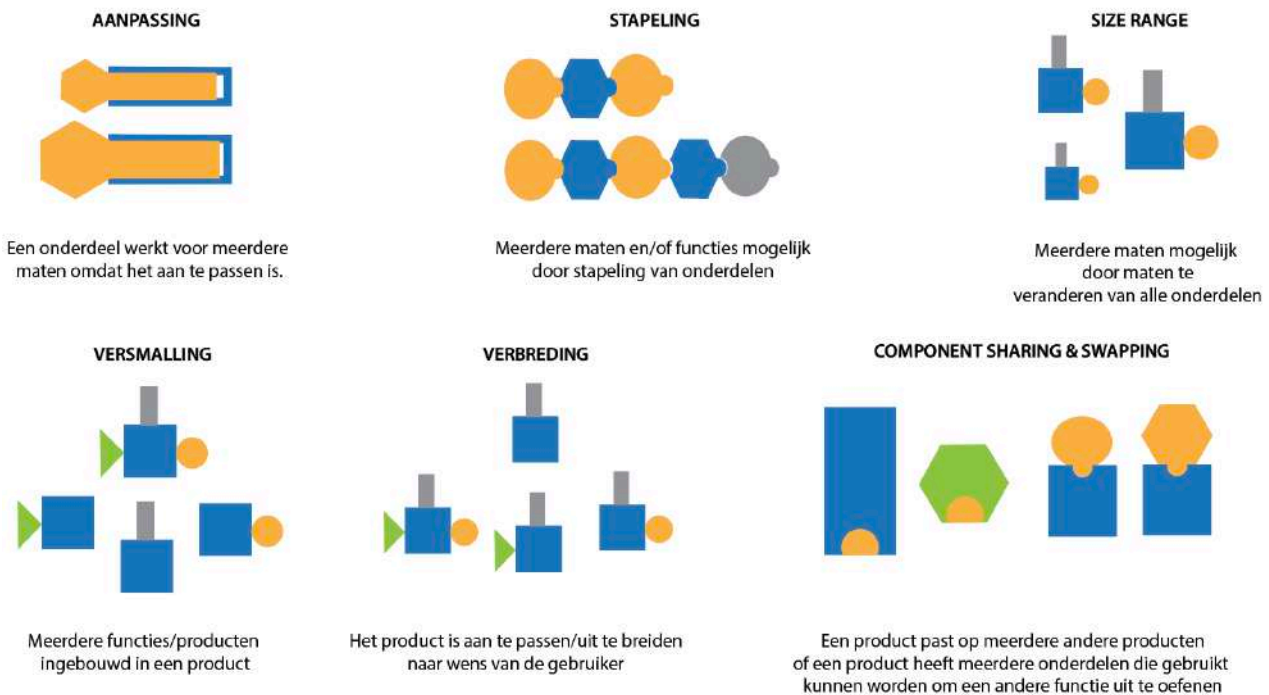 AANPASSING
Een onderdeel werkt voor meerdere
maten omdat het aan te passen is.
STAPELING
Meerdere maten en/of functies mogelijk
door stapeling van onderdelen
SIZE RANGE
Meerdere maten mogelijk
door maten te
veranderen van alle onderdelen
VERSMALLING
Meerdere functies/producten
ingebouwd in een product
VERBREDING
Het product is aan te passen/uit te breiden
naar wens van de gebruiker
COMPONENT SHARING & SWAPPING
Een product past op meerdere andere producten
of een product heeft meerdere onderdelen die gebruikt
kunnen worden om een andere functie uit te oefenen